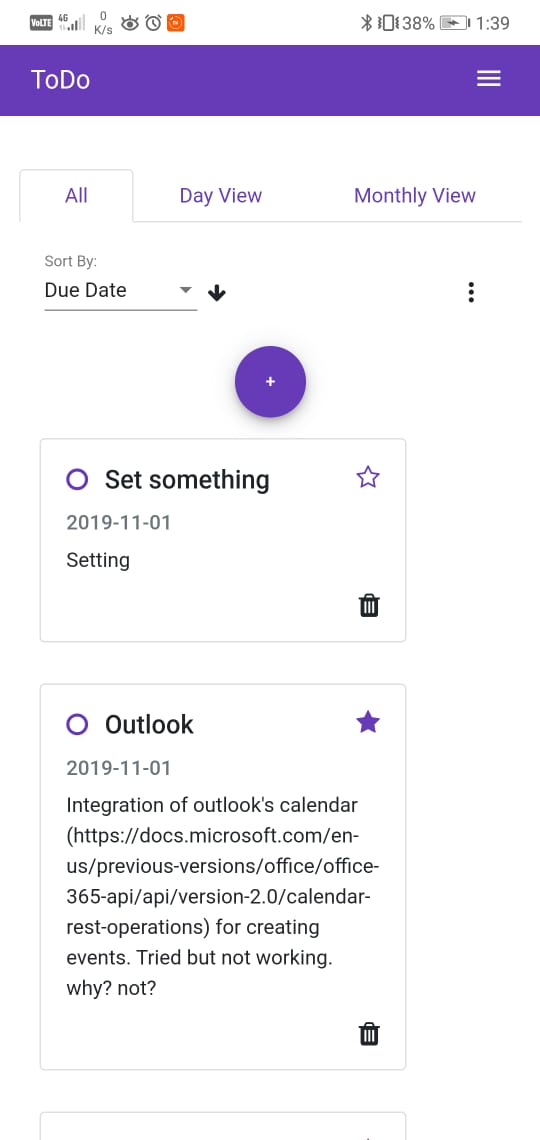 VoLTE 4G 0 K/s 38% 1:39
ToDo
All Day View Monthly View
Sort By:
Due Date
+
Set something
2019-11-01
Setting
Outlook
2019-11-01
Integration of outlook's calendar
(https://docs.microsoft.com/en-
us/previous-versions/office/office-
365-api/api/version-2.0/calendar-
rest-operations) for creating
events. Tried but not working.
why? not?